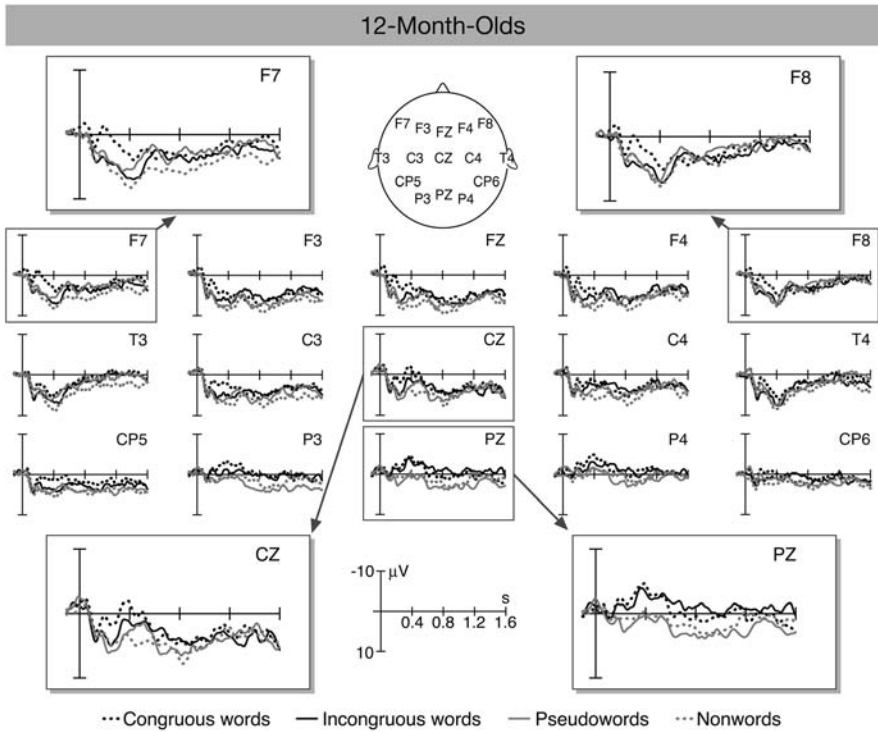 12-Month-Olds
F7
F8
F7 F3 FZ F4 F8
T3 C3 CZ C4 T4
CP5 CP6
P3 PZ P4
F7 F3 FZ F4 F8
T3 C3 CZ C4 T4
CP5 P3 PZ P4 CP6
CZ
PZ
-10 μV
s
0.4 0.8 1.2 1.6
10
Congruous words Incongruous words Pseudowords Nonwords